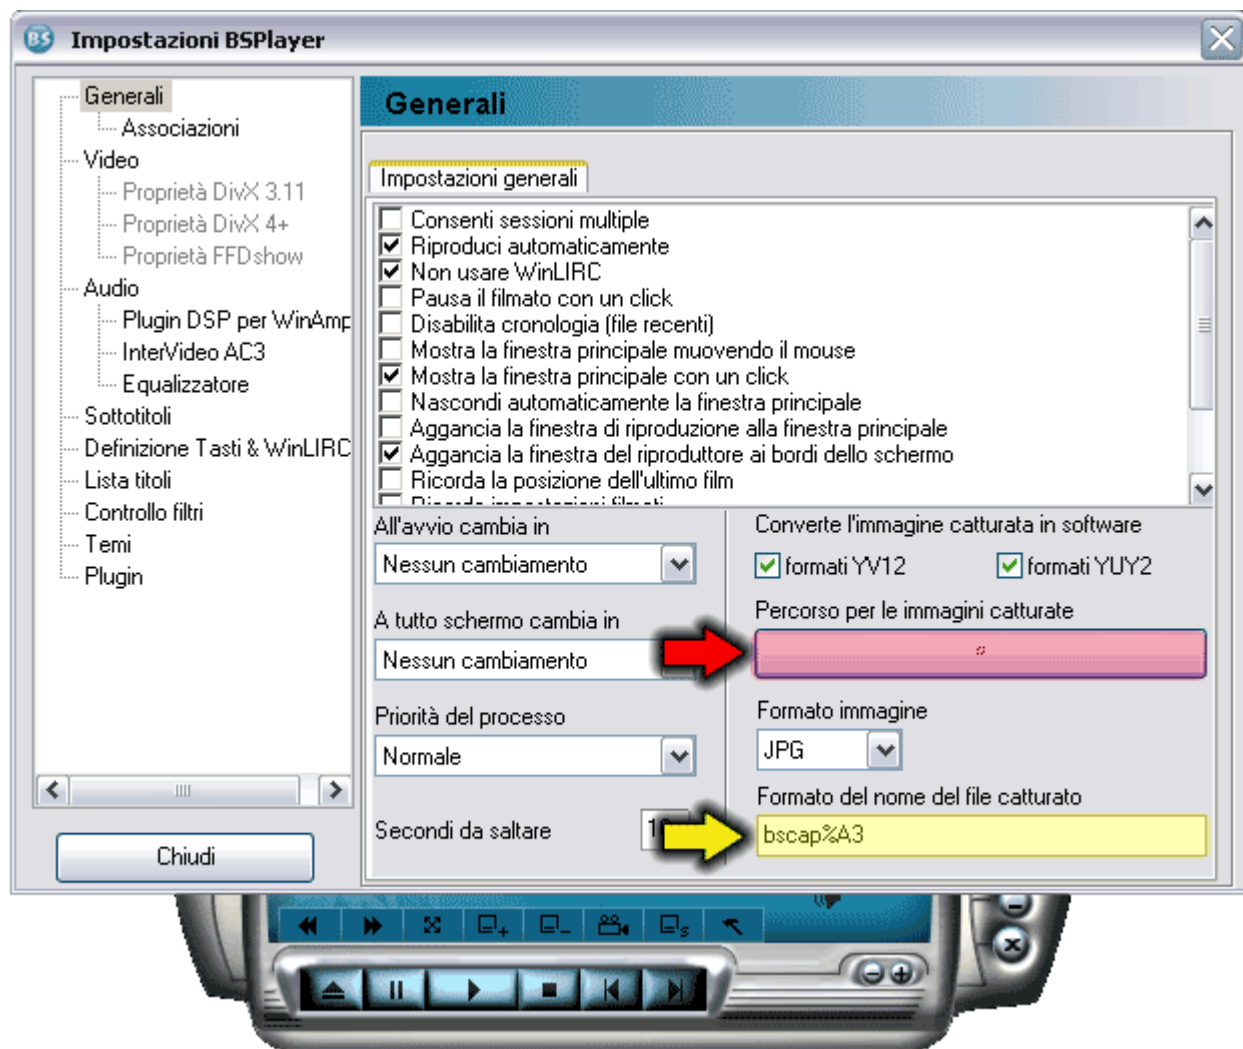 BS Impostazioni BSPlayer
Generali
Associazioni
Video
Proprietà DivX 3.11
Proprietà DivX 4+
Proprietà FFDshow
Audio
Plugin DSP per WinAmp
InterVideo AC3
Equalizzatore
Sottotitoli
Definizione Tasti & WinLIRC
Lista titoli
Controllo filtri
Temi
Plugin
Chiudi
Generali
Impostazioni generali
Consenti sessioni multiple
Riproduci automaticamente
Non usare WinLIRC
Pausa il filmato con un click
Disabilita cronologia (file recenti)
Mostra la finestra principale muovendo il mouse
Mostra la finestra principale con un click
Nascondi automaticamente la finestra principale
Aggancia la finestra di riproduzione alla finestra principale
Aggancia la finestra del riproduttore ai bordi dello schermo
Ricorda la posizione dell'ultimo film
All'avvio cambia in
Nessun cambiamento
A tutto schermo cambia in
Nessun cambiamento
Priorità del processo
Normale
Secondi da saltare
Converte l'immagine catturata in software
formati YV12 formati YUY2
Percorso per le immagini catturate
Formato immagine
JPG
Formato del nome del file catturato
bscap%A3